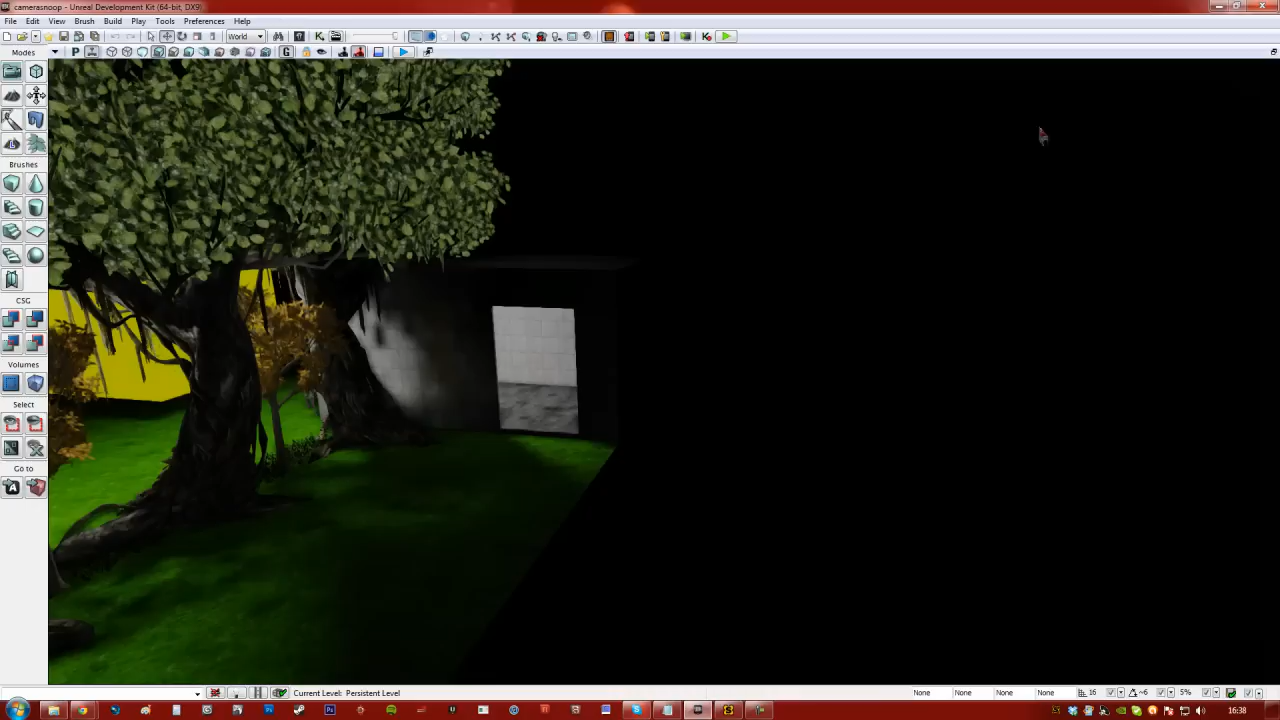 camerasnoop - Unreal Development Kit (64-bit, DX9)
File Edit View Brush Build Play Tools Preferences Help
World
Modes
P
G
Brushes
CSG
Volumes
Select
Go to
Current Level: Persistent Level
None None None None 16 5%
16:38